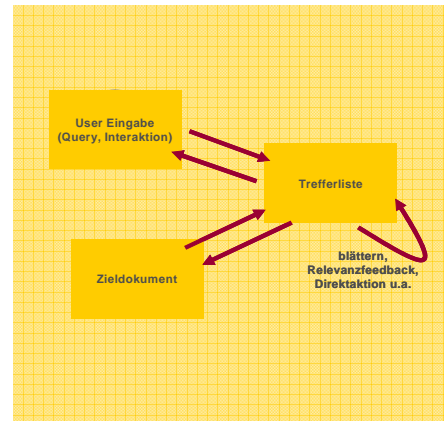 User Eingabe
(Query, Interaktion)
Trefferliste
Zieldokument
blättern,
Relevanzfeedback,
Direktaktion u.a.